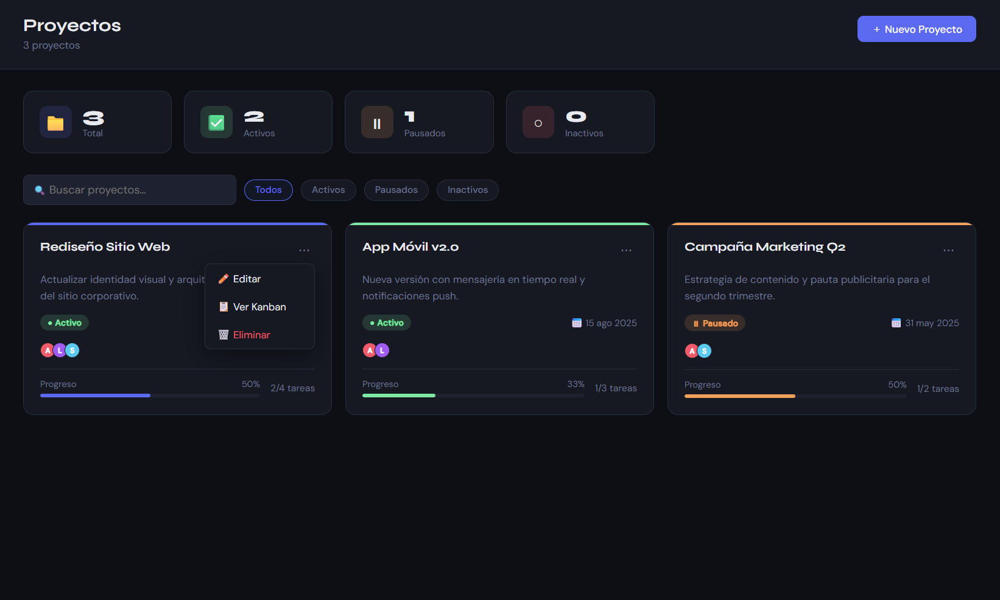 Proyectos
3 proyectos
+ Nuevo Proyecto
3
Total
2
Activos
1
Pausados
0
Inactivos
Buscar proyectos...
Todos
Activos
Pausados
Inactivos
Rediseño Sitio Web
...
Actualizar identidad visual y arquit
del sitio corporativo.
Editar
Ver Kanban
Eliminar
• Activo
A L S
Progreso
50%
2/4 tareas
App Móvil v2.0
...
Nueva versión con mensajería en tiempo real y
notificaciones push.
• Activo
15 ago 2025
A L
Progreso
33%
1/3 tareas
Campaña Marketing Q2
...
Estrategia de contenido y pauta publicitaria para el
segundo trimestre.
Pausado
31 may 2025
A S
Progreso
50%
1/2 tareas